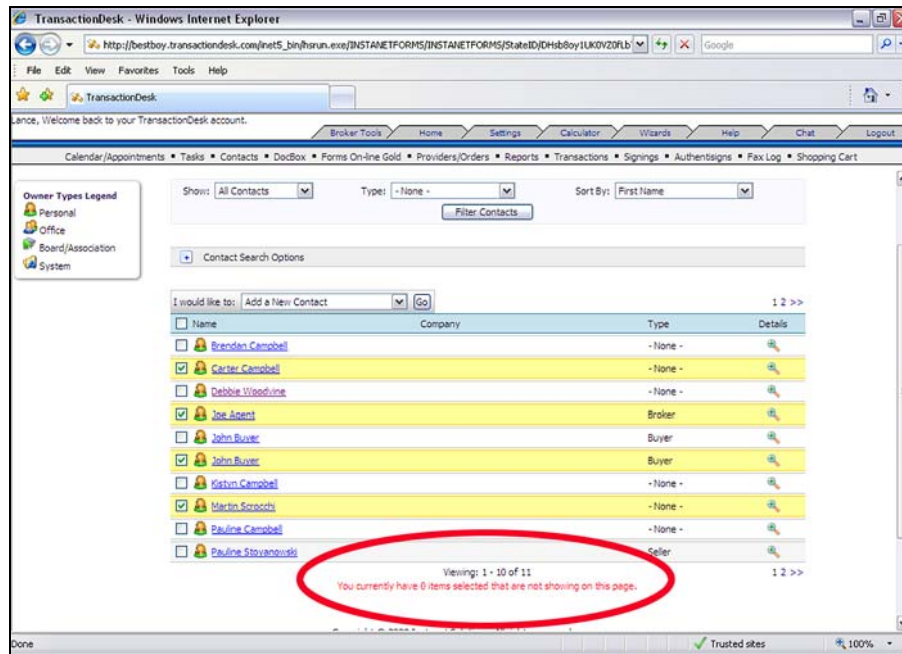 TransactionDesk - Windows Internet Explorer
http://bestboy.transactiondesk.com/inet5_bin/hsrun.exe/INSTANETFORMS/INSTANETFORMS/StateID/
Google
File Edit View Favorites Tools Help
TransactionDesk
Lance, Welcome back to your TransactionDesk account.
Broker Tools Home Settings Calculator Wizards Help Chat Logout
Calendar/Appointments ▪ Tasks ▪ Contacts ▪ DocBox ▪ Forms On-line Gold ▪ Providers/Orders ▪ Reports ▪ Transactions ▪ Signings ▪ Authentisigns ▪ Fax Log ▪ Shopping Cart
Owner Types Legend
Personal
Office
Board/Association
System
Show: All Contacts Type: - None - Sort By: First Name
Filter Contacts
Contact Search Options
I would like to: Add a New Contact Go 1 2 >>
Name Company Type Details
Brendan Campbell - None -
Carter Campbell - None -
Debbie Woodvine - None -
Joe Agent Broker
John Buyer Buyer
John Buyer Buyer
Kistyn Campbell - None -
Martin Scrocchi - None -
Pauline Campbell - None -
Pauline Stoyanowski Seller
Viewing: 1 - 10 of 11 1 2 >>
You currently have 0 items selected that are not showing on this page.
Done Trusted sites 100%